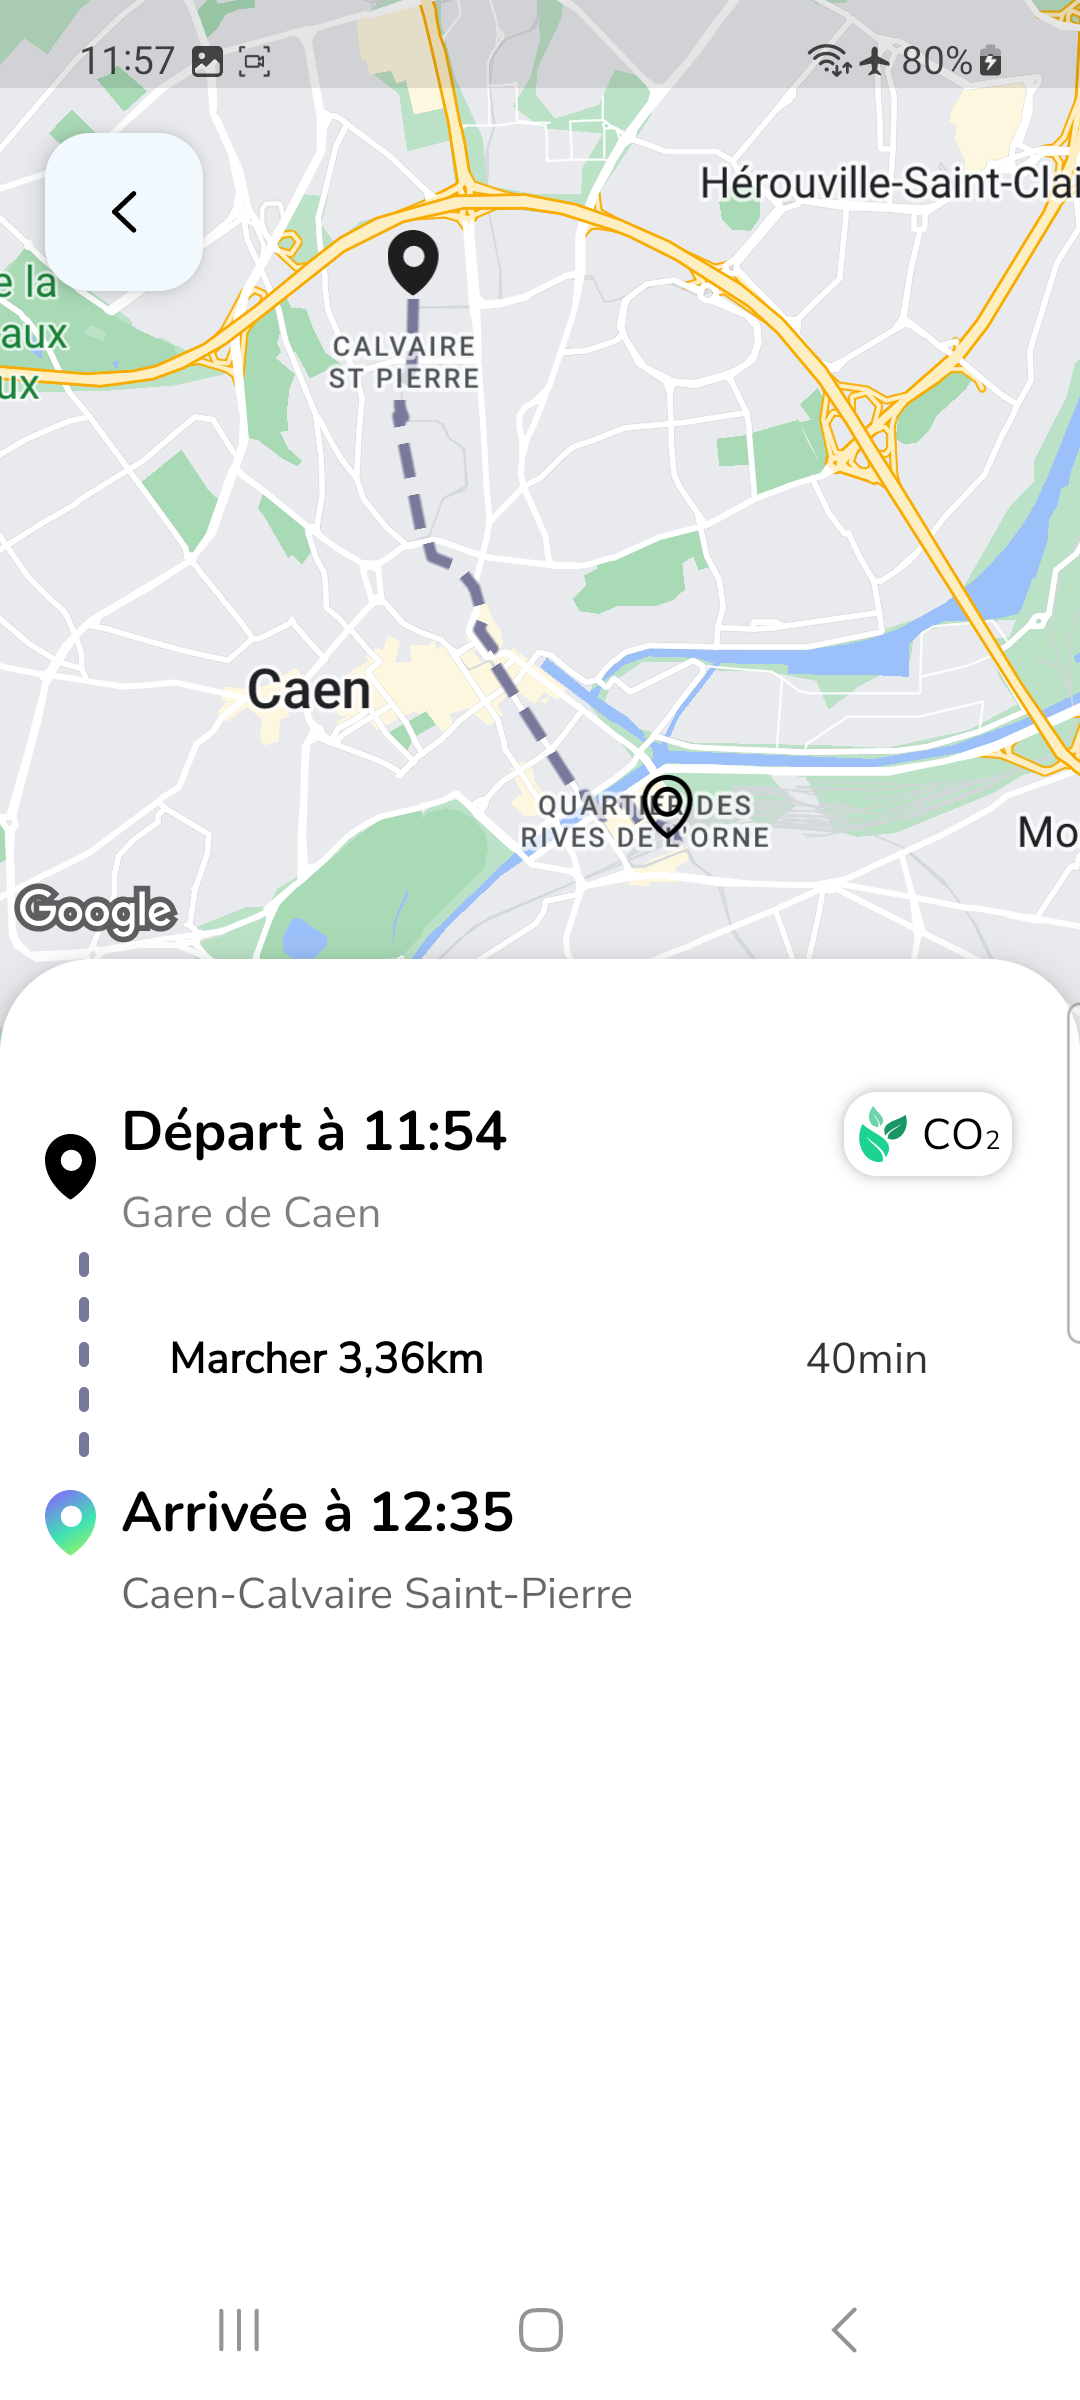 11:57
80%
Hérouville-Saint-Clai
e la
aux
ux
CALVAIRE
ST PIERRE
Caen
QUARTIER DES
RIVES DE L'ORNE
Mo
Google
Départ à 11:54
CO2
Gare de Caen
Marcher 3,36km
40min
Arrivée à 12:35
Caen-Calvaire Saint-Pierre